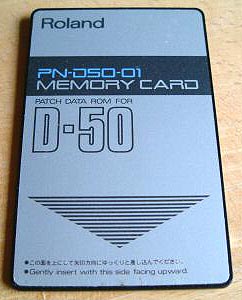 Roland
PN-D50-01
MEMORY CARD
PATCH DATA ROM FOR
D-50
●この面を上にして矢印方向にゆっくりと差し込んでください。
●Gently insert with this side facing upward.